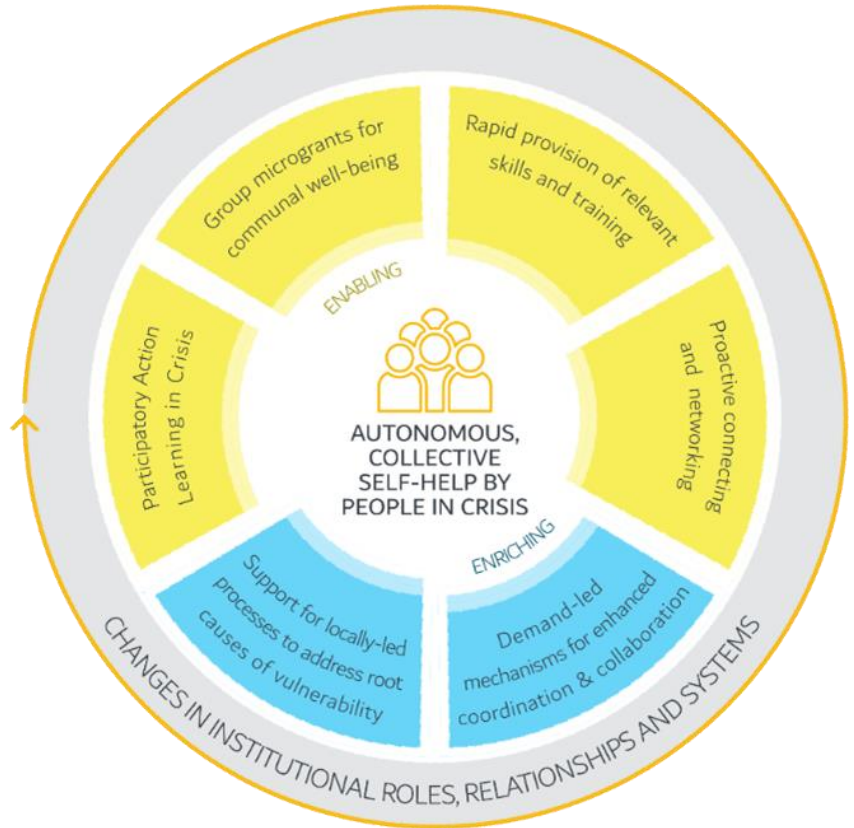 Group microgrants for
communal well-being
Rapid provision of relevant
skills and training
Proactive connecting
and networking
Demand-led
mechanisms for enhanced
coordination & collaboration
Support for locally-led
processes to address root
causes of vulnerability
Participatory Action
Learning in Crisis
ENABLING
AUTONOMOUS,
COLLECTIVE
SELF-HELP BY
PEOPLE IN CRISIS
ENRICHING
CHANGES IN INSTITUTIONAL ROLES, RELATIONSHIPS AND SYSTEMS